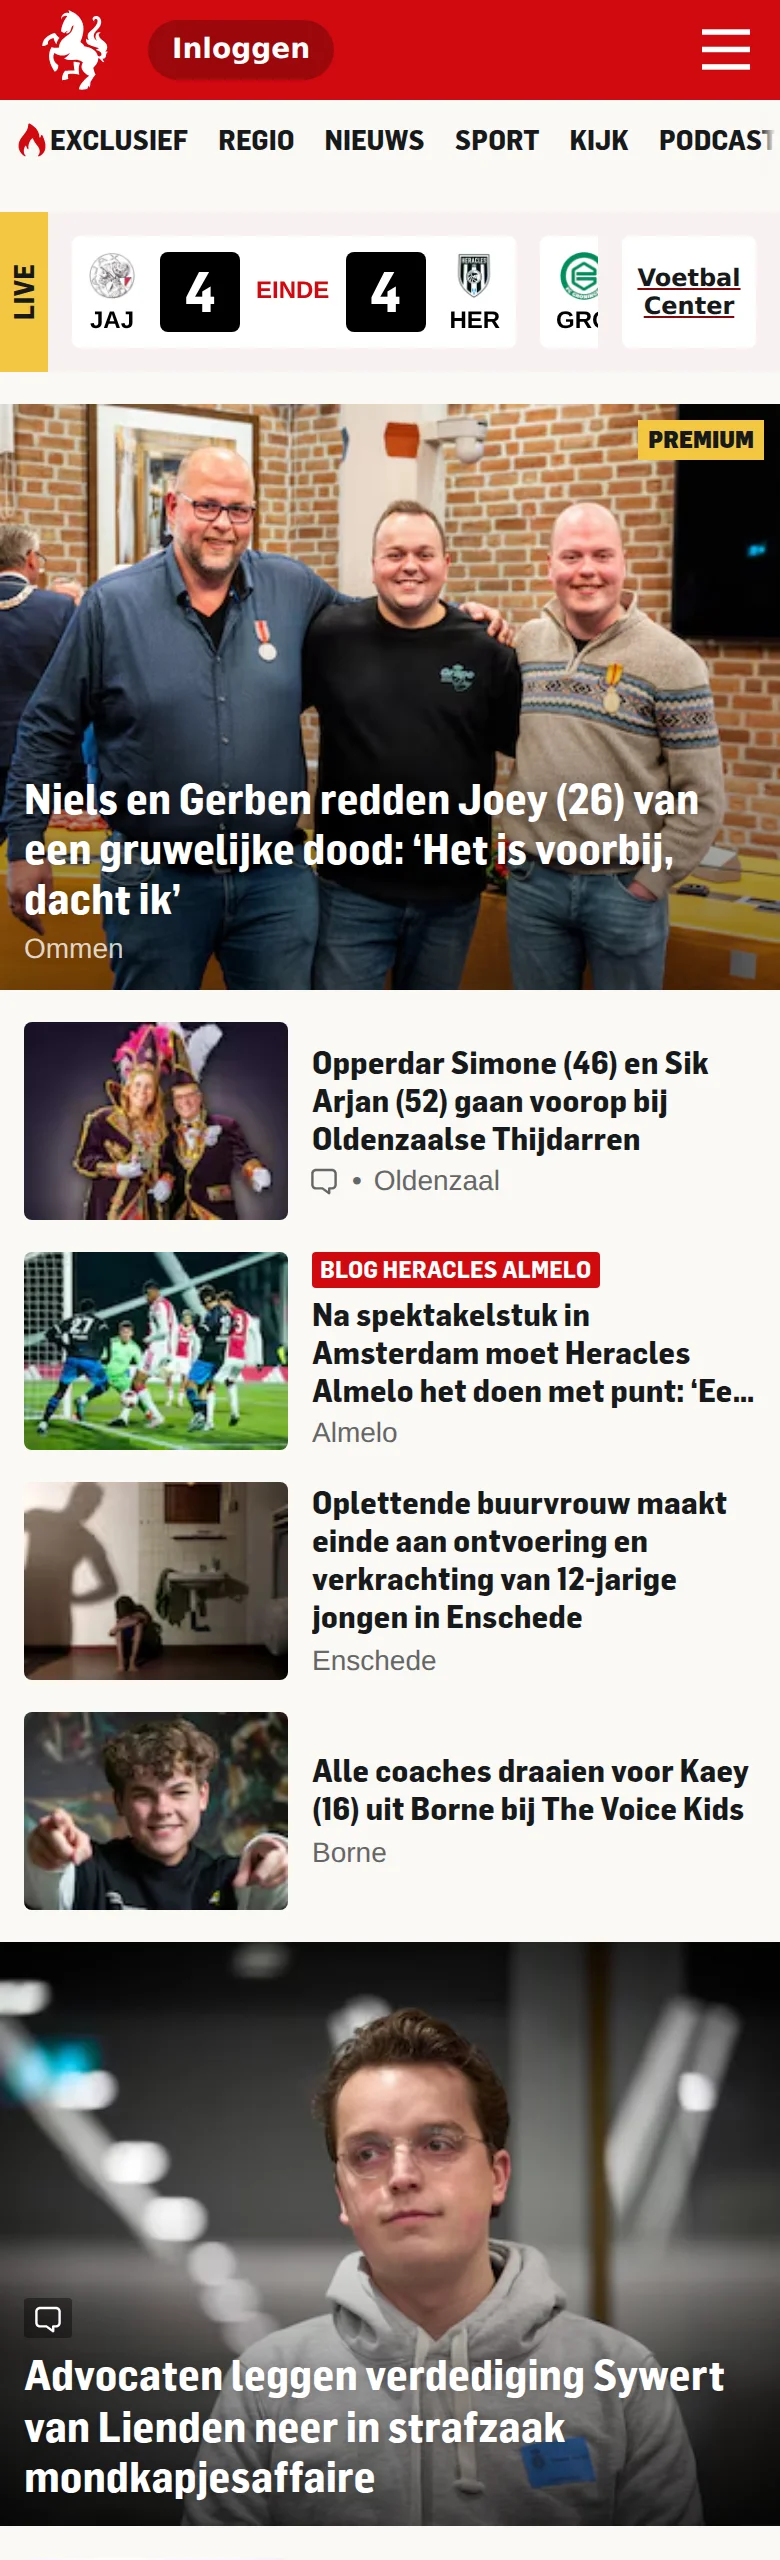 Inloggen
EXCLUSIEF REGIO NIEUWS SPORT KIJK PODCAST
LIVE
JAJ 4 EINDE 4 HER
GRO
Voetbal
Center
PREMIUM
Niels en Gerben redden Joey (26) van
een gruwelijke dood: ‘Het is voorbij,
dacht ik’
Ommen
Opperdar Simone (46) en Sik
Arjan (52) gaan voorop bij
Oldenzaalse Thijdarren
• Oldenzaal
BLOG HERACLES ALMELO
Na spektakelstuk in
Amsterdam moet Heracles
Almelo het doen met punt: ‘Ee...
Almelo
Oplettende buurvrouw maakt
einde aan ontvoering en
verkrachting van 12-jarige
jongen in Enschede
Enschede
Alle coaches draaien voor Kaey
(16) uit Borne bij The Voice Kids
Borne
Advocaten leggen verdediging Sywert
van Lienden neer in strafzaak
mondkapjesaffaire